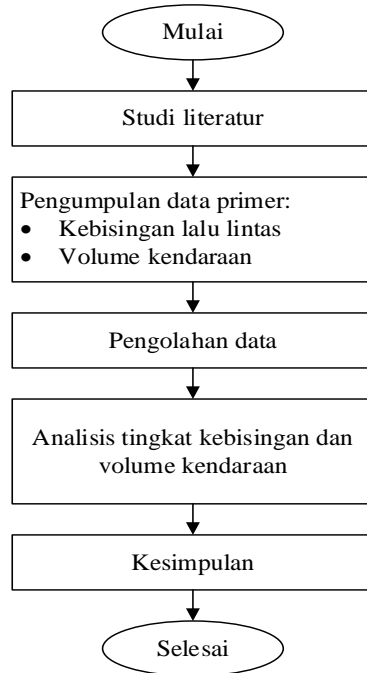 Mulai
Studi literatur
Pengumpulan data primer:
• Kebisingan lalu lintas
• Volume kendaraan
Pengolahan data
Analisis tingkat kebisingan dan
volume kendaraan
Kesimpulan
Selesai